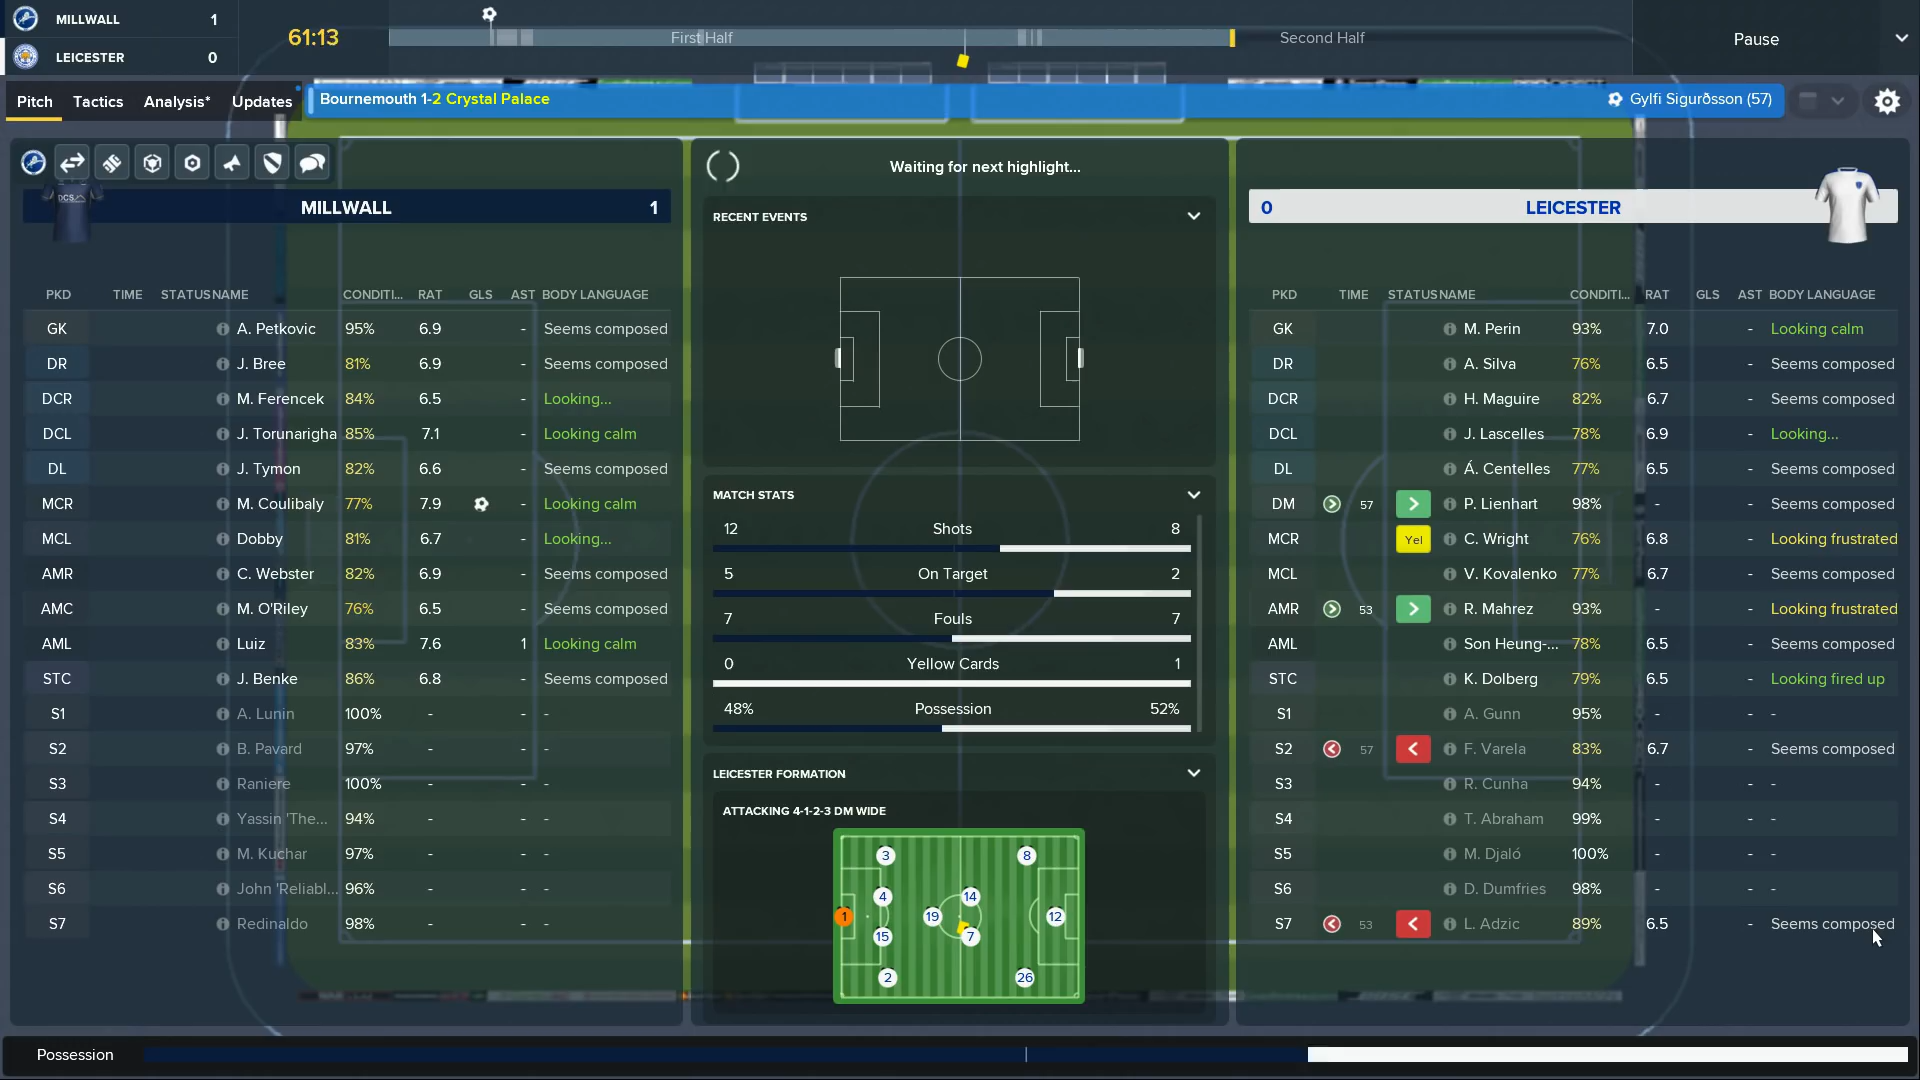 MILLWALL 1
LEICESTER 0
61:13
First Half
Second Half
Pause
Pitch Tactics Analysis* Updates
Bournemouth 1-2 Crystal Palace
Gylfi Sigurðsson (57)
DCS
MILLWALL 1
PKD TIME STATUS NAME CONDITI... RAT GLS AST BODY LANGUAGE
GK A. Petkovic 95% 6.9 - Seems composed
DR J. Bree 81% 6.9 - Seems composed
DCR M. Ferencek 84% 6.5 - Looking...
DCL J. Torunarigha 85% 7.1 - Looking calm
DL J. Tymon 82% 6.6 - Seems composed
MCR M. Coulibaly 77% 7.9 - Looking calm
MCL Dobby 81% 6.7 - Looking...
AMR C. Webster 82% 6.9 - Seems composed
AMC M. O'Riley 76% 6.5 - Seems composed
AML Luiz 83% 7.6 1 Looking calm
STC J. Benke 86% 6.8 - Seems composed
S1 A. Lunin 100% - - -
S2 B. Pavard 97% - - -
S3 Raniere 100% - - -
S4 Yassin 'The... 94% - - -
S5 M. Kuchar 97% - - -
S6 John 'Reliabl... 96% - - -
S7 Redinaldo 98% - - -
Waiting for next highlight...
RECENT EVENTS
MATCH STATS
12 Shots 8
5 On Target 2
7 Fouls 7
0 Yellow Cards 1
48% Possession 52%
LEICESTER FORMATION
ATTACKING 4-1-2-3 DM WIDE
3 8
4 14
1 19 12
15 7
2 26
0 LEICESTER
PKD TIME STATUS NAME CONDITI... RAT GLS AST BODY LANGUAGE
GK M. Perin 93% 7.0 - Looking calm
DR A. Silva 76% 6.5 - Seems composed
DCR H. Maguire 82% 6.7 - Seems composed
DCL J. Lascelles 78% 6.9 - Looking...
DL Á. Centelles 77% 6.5 - Seems composed
DM 57 P. Lienhart 98% - - Seems composed
MCR Yel C. Wright 76% 6.8 - Looking frustrated
MCL V. Kovalenko 77% 6.7 - Seems composed
AMR 53 R. Mahrez 93% - - Looking frustrated
AML Son Heung-... 78% 6.5 - Seems composed
STC K. Dolberg 79% 6.5 - Looking fired up
S1 A. Gunn 95% - - -
S2 57 F. Varela 83% 6.7 - Seems composed
S3 R. Cunha 94% - - -
S4 T. Abraham 99% - - -
S5 M. Djaló 100% - - -
S6 D. Dumfries 98% - - -
S7 53 L. Adzic 89% 6.5 - Seems composed
Possession